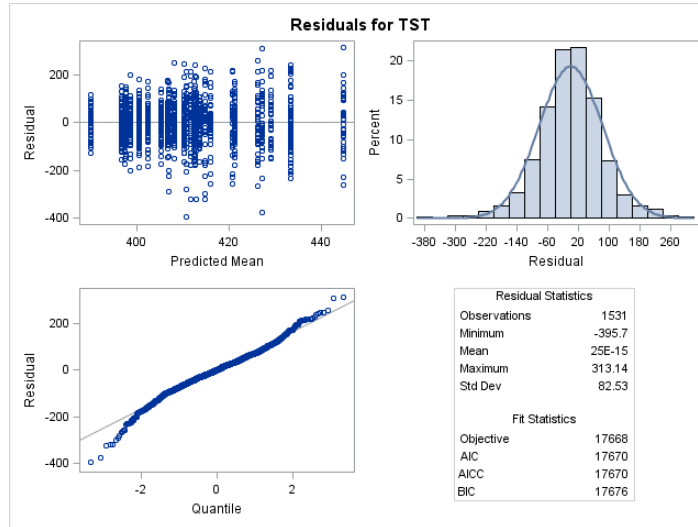 Residuals for TST
Residual
200
0
-200
-400
400
420
440
Predicted Mean
Percent
20
15
10
5
0
-380 -300 -220 -140 -60 20 100 180 260
Residual
Residual
200
0
-200
-400
-2
0
2
Quantile
Residual Statistics
Observations 1531
Minimum -395.7
Mean 25E-15
Maximum 313.14
Std Dev 82.53
Fit Statistics
Objective 17668
AIC 17670
AICC 17670
BIC 17676